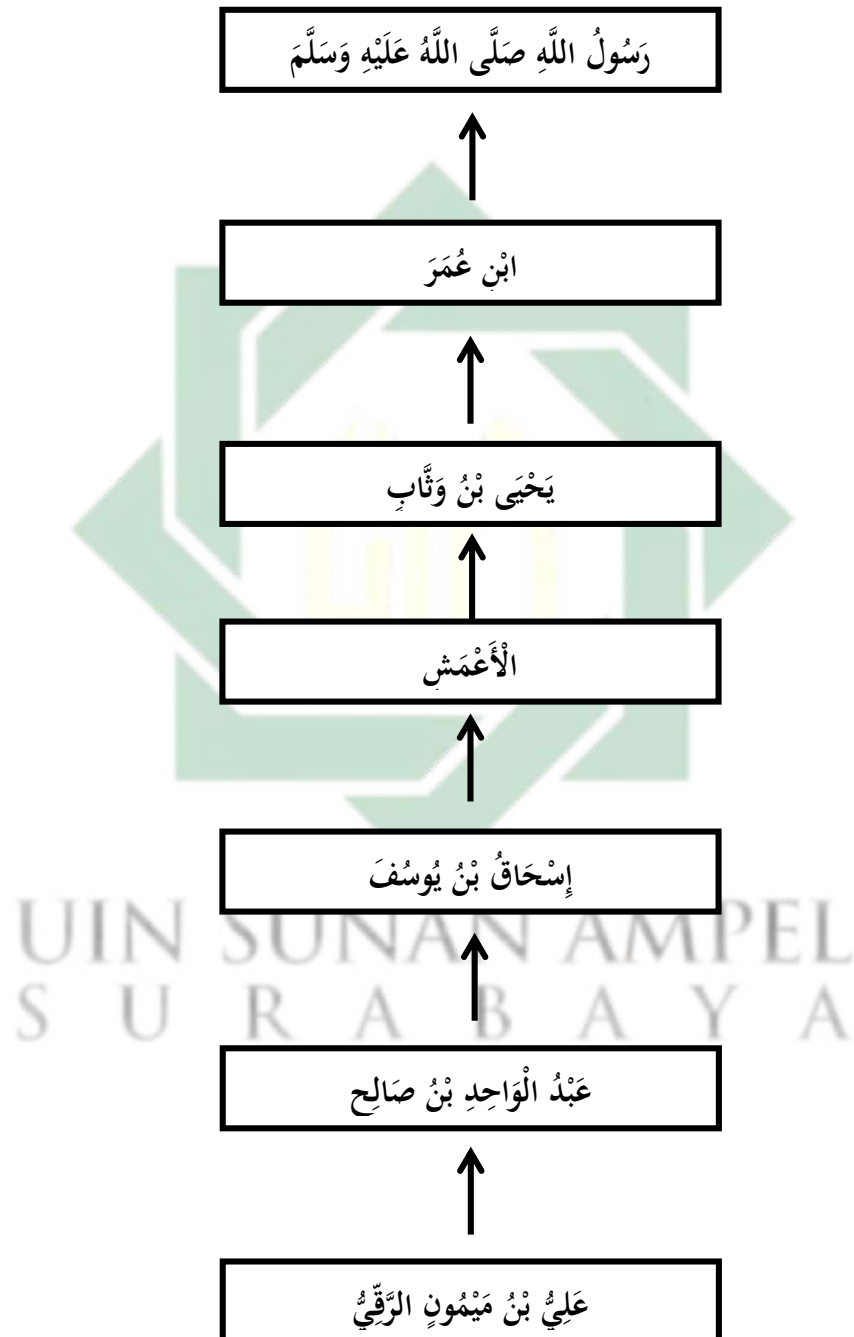 رَسُولُ اللَّهِ صَلَّى اللَّهُ عَلَيْهِ وَسَلَّمَ
ابْنِ عُمَرَ
يَحْيَى بْنُ وَثَّابٍ
الْأَعْمَشِ
إِسْحَاقُ بْنُ يُوسُفَ
UIN SUNAN AMPEL
S U R A B A Y A
عَبْدُ الْوَاحِدِ بْنُ صَالِح
عَلِيُّ بْنُ مَيْمُونٍ الرَّقِّيُّ